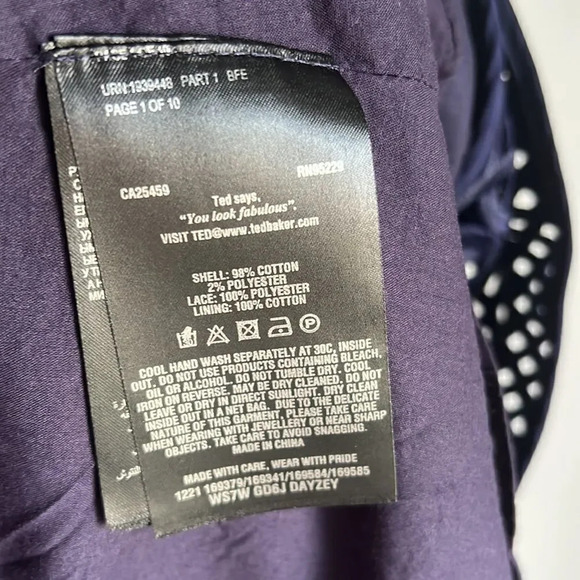 URN:1939448 PART 1 BFE
PAGE 1 OF 10
CA25459
RN95229
Ted says,
"You look fabulous".
VISIT TED@www.tedbaker.com
SHELL: 98% COTTON
2% POLYESTER
LACE: 100% POLYESTER
LINING: 100% COTTON
COOL HAND WASH SEPARATELY AT 30C, INSIDE
OUT. DO NOT USE PRODUCTS CONTAINING BLEACH,
OIL OR ALCOHOL. DO NOT TUMBLE DRY. COOL
IRON ON REVERSE. MAY BE DRY CLEANED. DO NOT
LEAVE OR DRY IN DIRECT SUNLIGHT. DRY CLEAN
INSIDE OUT IN A NET BAG. DUE TO THE DELICATE
NATURE OF THIS GARMENT, PLEASE TAKE CARE
WHEN WEARING WITH JEWELLERY OR NEAR SHARP
OBJECTS. TAKE CARE TO AVOID SNAGGING.
MADE IN CHINA
MADE WITH CARE, WEAR WITH PRIDE
1221 169379/169341/169584/169585
WS7W GD6J DAYZEY